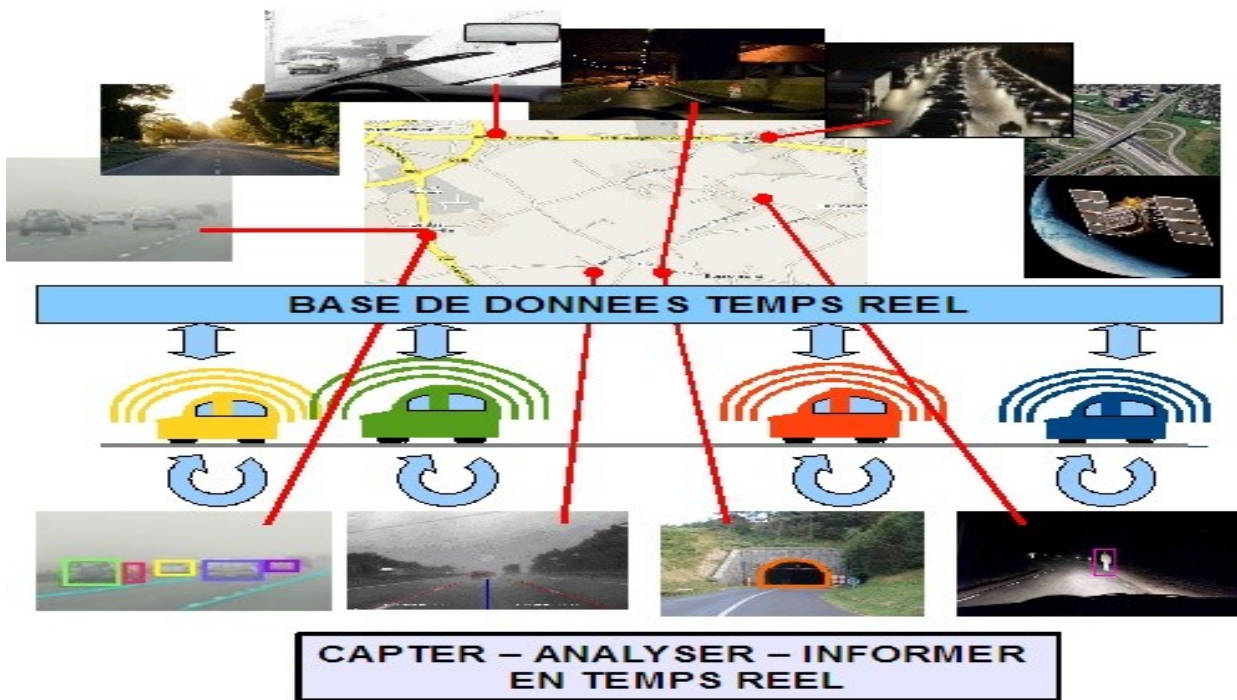 BASE DE DONNEES TEMPS REEL
CAPTER – ANALYSER – INFORMER
EN TEMPS REEL